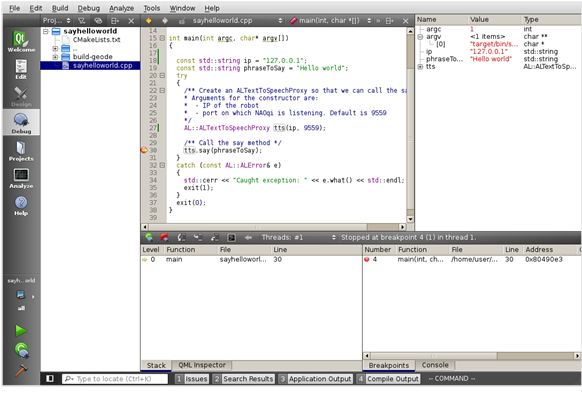 File Edit Build Debug Analyze Tools Window Help
Proj...
sayhelloworld.cpp
main(int, char *[])
Name Value Type
sayhelloworld
CMakeLists.txt
..
build-geode
sayhelloworld.cpp
Welcome
Edit
Design
Debug
Projects
Analyze
Help
14
15 int main(int argc, char* argv[])
16 {
17
18 const std::string ip = "127.0.0.1";
19 const std::string phraseToSay = "Hello world";
20 try
21 {
22 /** Create an ALTextToSpeechProxy so that we can call the sa
23 * Arguments for the constructor are:
24 * - IP of the robot
25 * - port on which NAOqi is listening. Default is 9559
26 */
27 AL::ALTextToSpeechProxy tts(ip, 9559);
28
29 /** Call the say method */
30 tts.say(phraseToSay);
31 }
32 catch (const AL::ALError& e)
33 {
34 std::cerr << "Caught exception: " << e.what() << std::endl;
35 exit(1);
36 }
37 exit(0);
38 }
39
argc 1 int
argv <1 items> char **
[0] "target/bin/s... char *
ip "127.0.0.1" std::string
phraseTo... "Hello world" std::string
tts AL::ALTextToSp...
Threads: #1 Stopped at breakpoint 4 (1) in thread 1.
Level Function File Line
0 main sayhelloworl... 30
Number Function File Line Address
4 main(int, ch... /home/user/... 30 0x80490e3
sayh...orld
all
Stack QML Inspector
Breakpoints Console
Type to locate (Ctrl+K)
1 Issues 2 Search Results 3 Application Output 4 Compile Output -- COMMAND --